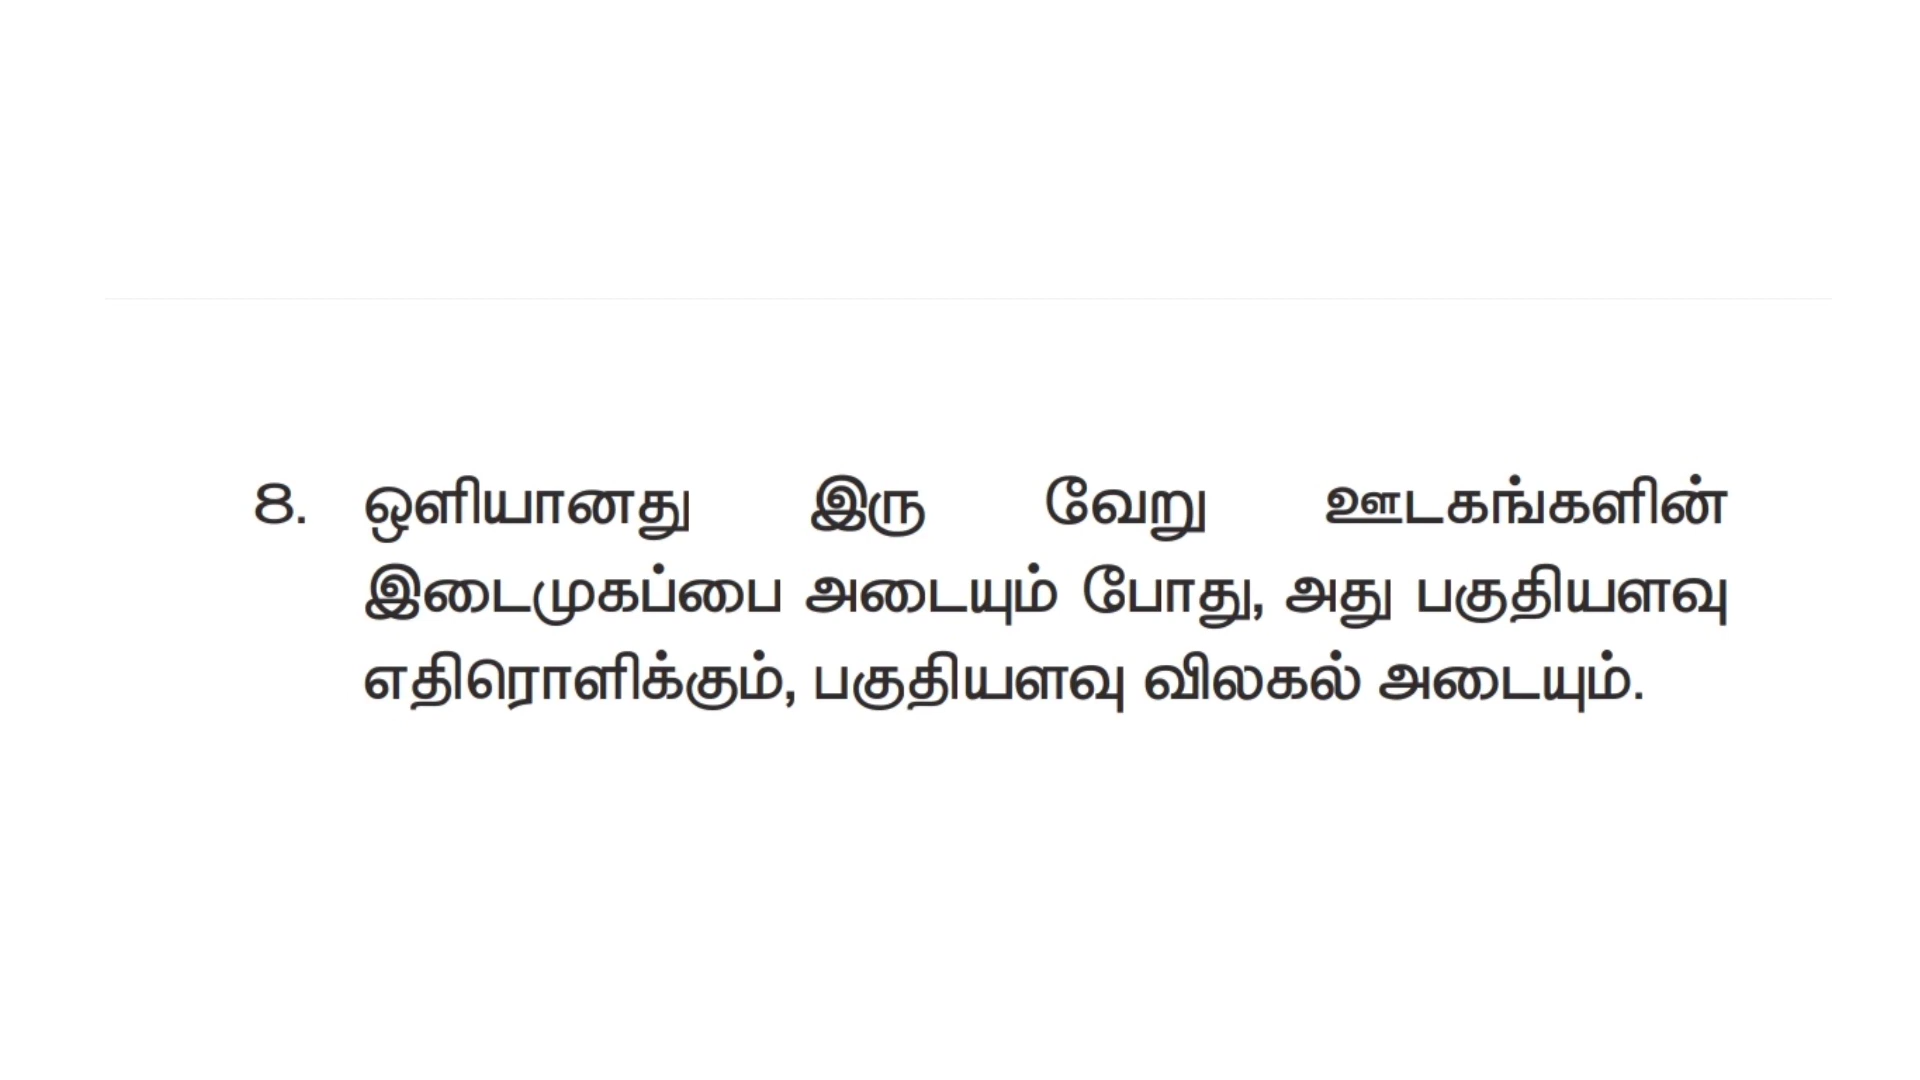 8. ஒளியானது இரு வேறு ஊடகங்களின்
இடைமுகப்பை அடையும் போது, அது பகுதியளவு
எதிரொளிக்கும், பகுதியளவு விலகல் அடையும்.